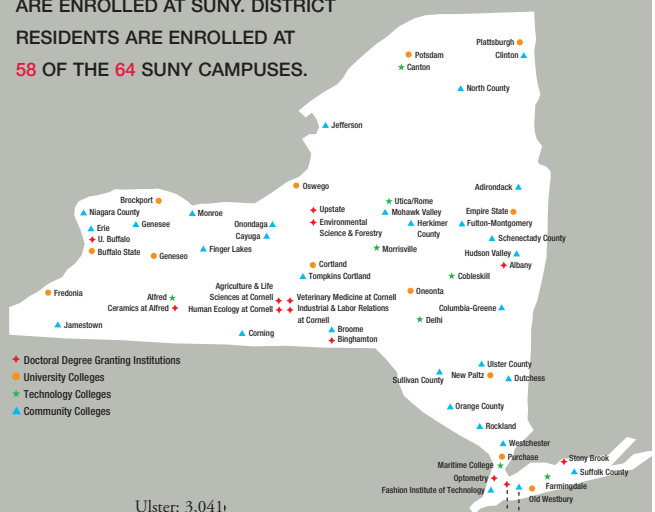 ARE ENROLLED AT SUNY. DISTRICT
RESIDENTS ARE ENROLLED AT
58 OF THE 64 SUNY CAMPUSES.
Plattsburgh
Clinton
Potsdam
Canton
North County
Jefferson
Oswego
Adirondack
Brockport
Niagara County
Monroe
Erie
Genesee
U. Buffalo
Buffalo State
Geneseo
Finger Lakes
Onondaga
Cayuga
Upstate
Environmental
Science & Forestry
Utica/Rome
Mohawk Valley
Herkimer
County
Morrisville
Empire State
Fulton-Montgomery
Schenectady County
Hudson Valley
Albany
Cobleskill
Cortland
Tompkins Cortland
Oneonta
Delhi
Columbia-Greene
Fredonia
Jamestown
Alfred
Ceramics at Alfred
Agriculture & Life
Sciences at Cornell
Human Ecology at Cornell
Veterinary Medicine at Cornell
Industrial & Labor Relations
at Cornell
Corning
Broome
Binghamton
Doctoral Degree Granting Institutions
University Colleges
Technology Colleges
Community Colleges
Ulster County
New Paltz
Dutchess
Sullivan County
Orange County
Rockland
Westchester
Purchase
Maritime College
Optometry
Fashion Institute of Technology
Stony Brook
Suffolk County
Farmingdale
Old Westbury
Ulster: 3,041